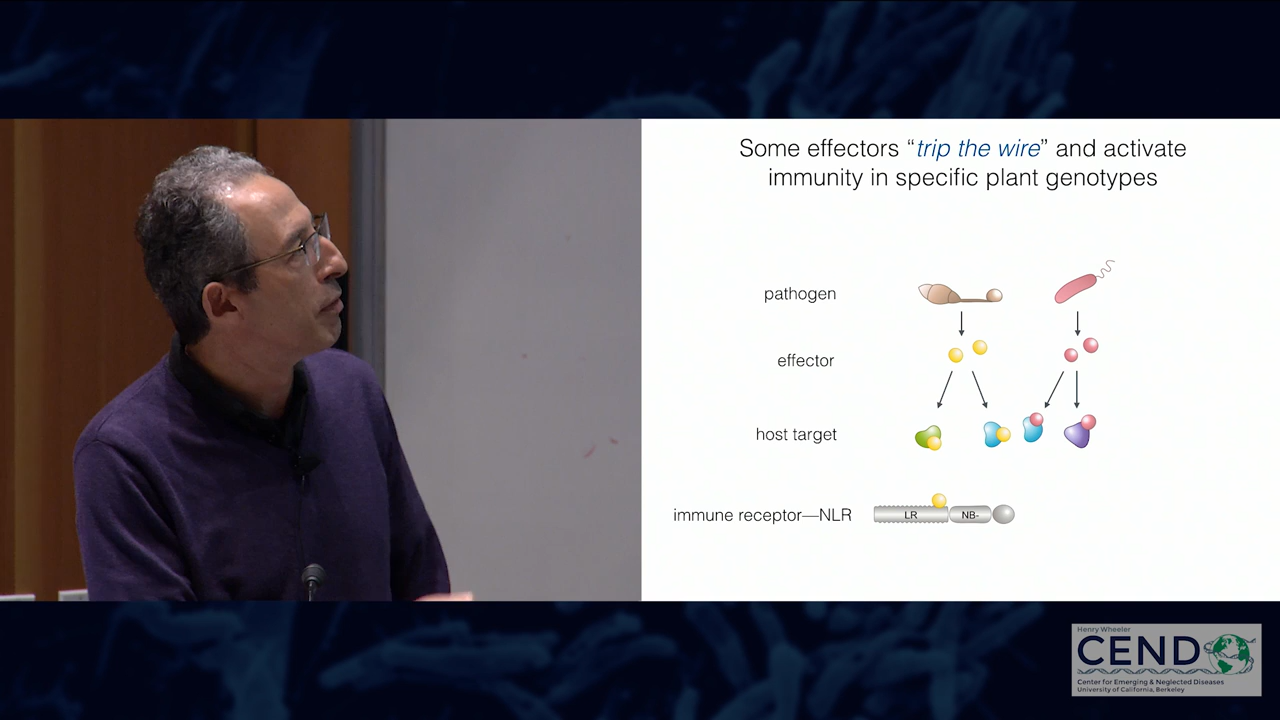 Some effectors “trip the wire” and activate
immunity in specific plant genotypes
pathogen
effector
host target
immune receptor—NLR
LR
NB-
Henry Wheeler
CEND
Center for Emerging & Neglected Diseases
University of California, Berkeley